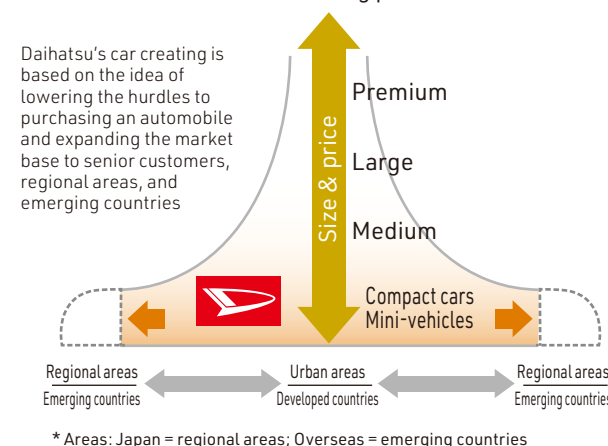 Daihatsu's car creating is
based on the idea of
lowering the hurdles to
purchasing an automobile
and expanding the market
base to senior customers,
regional areas, and
emerging countries
Size & price
Premium
Large
Medium
Compact cars
Mini-vehicles
Regional areas
Emerging countries
Urban areas
Developed countries
Regional areas
Emerging countries
* Areas: Japan = regional areas; Overseas = emerging countries